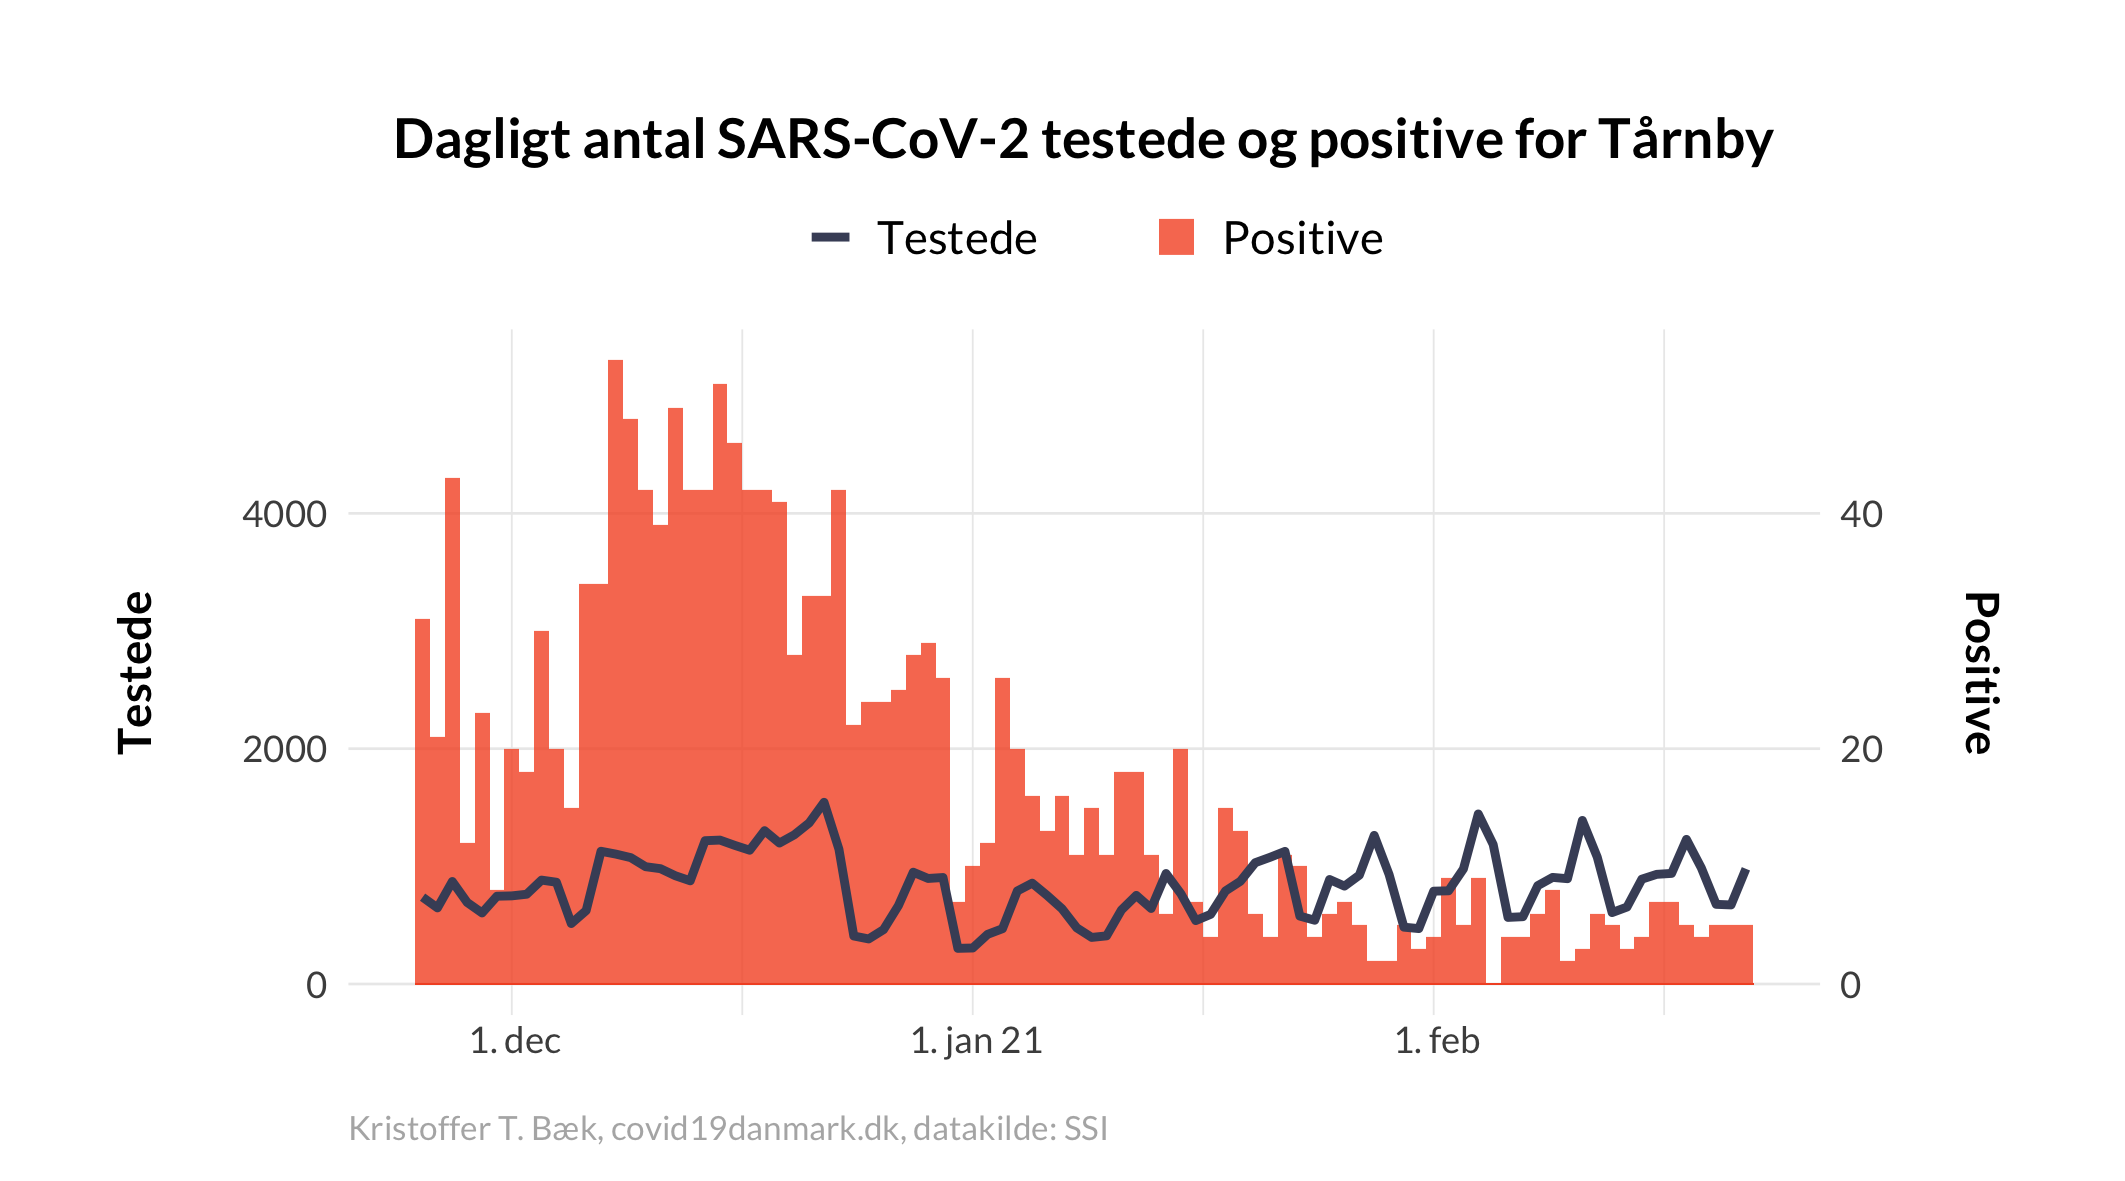 Dagligt antal SARS-CoV-2 testede og positive for Tårnby
Testede Positive
4000 40
2000 20
0 0
Testede
Positive
1. dec 1. jan 21 1. feb
Kristoffer T. Bæk, covid19danmark.dk, datakilde: SSI